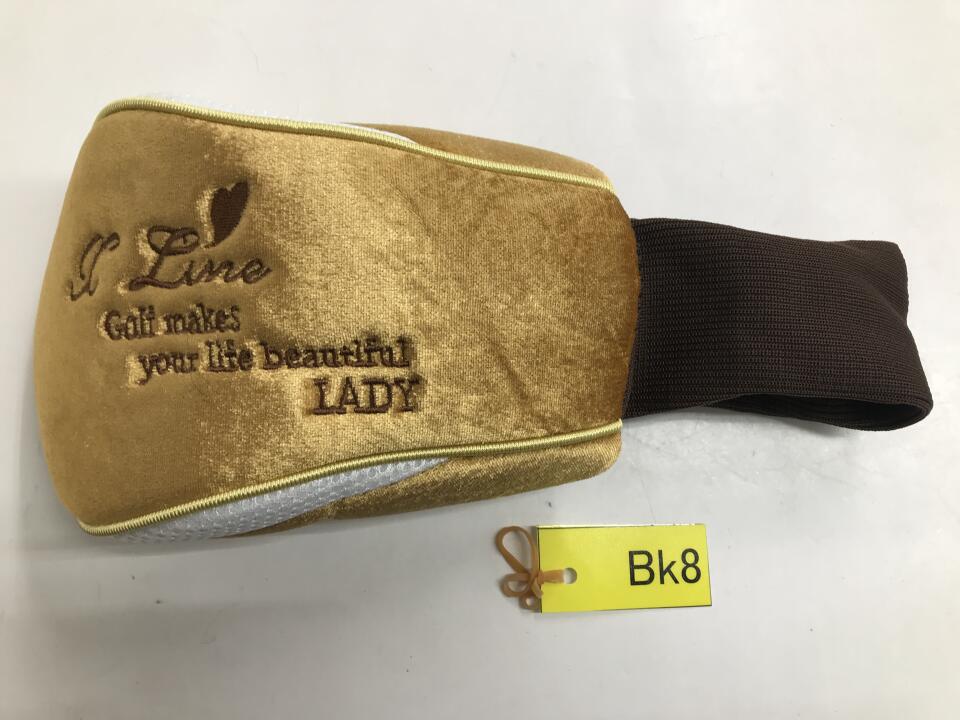 I Line
Golf makes
your life beautiful
LADY
Bk8